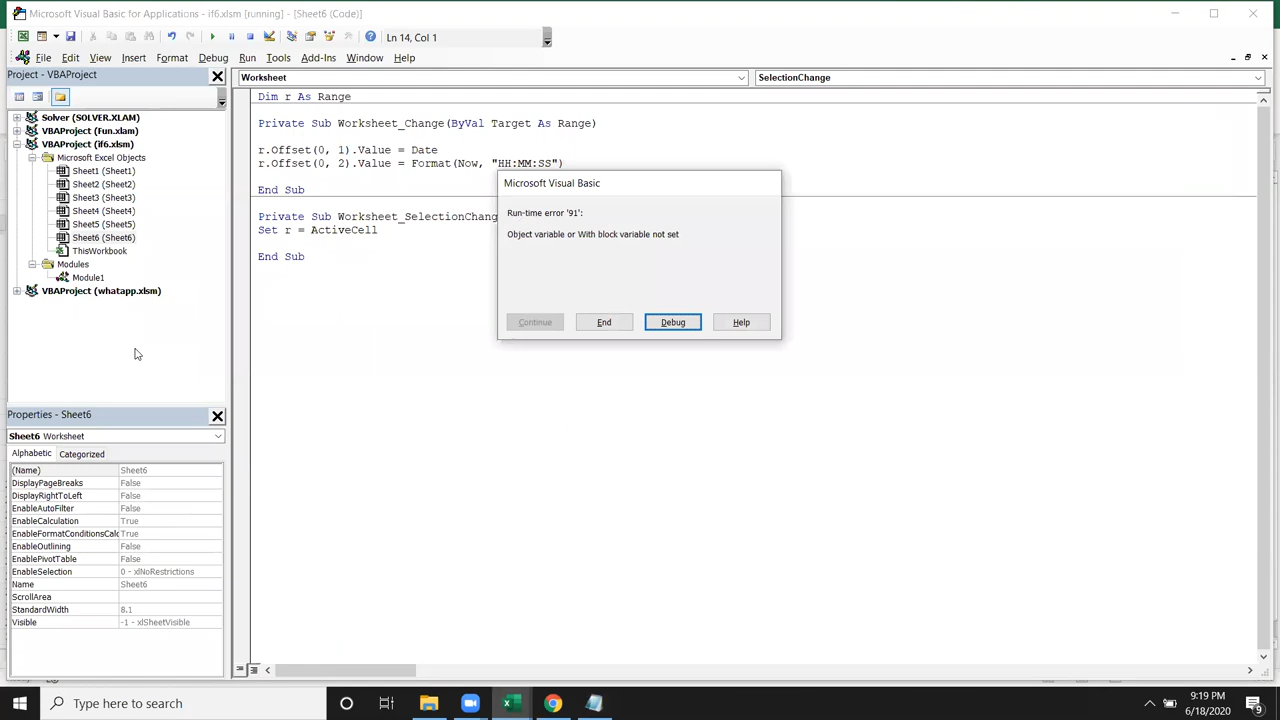 Microsoft Visual Basic for Applications - if6.xlsm [running] - [Sheet6 (Code)]
Ln 14, Col 1
File Edit View Insert Format Debug Run Tools Add-Ins Window Help
Project - VBAProject
Worksheet
SelectionChange
Solver (SOLVER.XLAM)
VBAProject (Fun.xlam)
VBAProject (if6.xlsm)
Microsoft Excel Objects
Sheet1 (Sheet1)
Sheet2 (Sheet2)
Sheet3 (Sheet3)
Sheet4 (Sheet4)
Sheet5 (Sheet5)
Sheet6 (Sheet6)
ThisWorkbook
Modules
Module1
VBAProject (whatapp.xlsm)
Dim r As Range
Private Sub Worksheet_Change(ByVal Target As Range)
r.Offset(0, 1).Value = Date
r.Offset(0, 2).Value = Format(Now, "HH:MM:SS")
End Sub
Private Sub Worksheet_SelectionChang
Set r = ActiveCell
End Sub
Microsoft Visual Basic
Run-time error '91':
Object variable or With block variable not set
Continue End Debug Help
Properties - Sheet6
Sheet6 Worksheet
Alphabetic Categorized
(Name) Sheet6
DisplayPageBreaks False
DisplayRightToLeft False
EnableAutoFilter False
EnableCalculation True
EnableFormatConditionsCalc True
EnableOutlining False
EnablePivotTable False
EnableSelection 0 - xlNoRestrictions
Name Sheet6
ScrollArea
StandardWidth 8.1
Visible -1 - xlSheetVisible
Type here to search
9:19 PM
6/18/2020
9